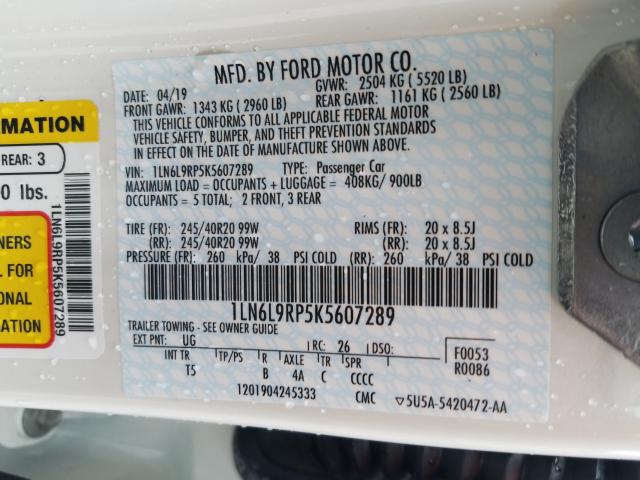 MFD. BY FORD MOTOR CO.
DATE: 04/19
GVWR: 2504 KG ( 5520 LB)
FRONT GAWR: 1343 KG ( 2960 LB)
REAR GAWR: 1161 KG ( 2560 LB)
THIS VEHICLE CONFORMS TO ALL APPLICABLE FEDERAL MOTOR
VEHICLE SAFETY, BUMPER, AND THEFT PREVENTION STANDARDS
IN EFFECT ON THE DATE OF MANUFACTURE SHOWN ABOVE.
VIN: 1LN6L9RP5K5607289 TYPE: Passenger Car
MAXIMUM LOAD = OCCUPANTS + LUGGAGE = 408KG/ 900LB
OCCUPANTS = 5 TOTAL; 2 FRONT, 3 REAR
TIRE (FR): 245/40R20 99W RIMS (FR): 20 x 8.5J
(RR): 245/40R20 99W (RR): 20 x 8.5J
PRESSURE (FR): 260 kPa/ 38 PSI COLD (RR): 260 kPa/ 38 PSI COLD
1LN6L9RP5K5607289
TRAILER TOWING - SEE OWNER GUIDE
EXT PNT: UG RC: 26 DSO:
F0053
R0086
INT TR TP/PS R AXLE TR SPR
T5 B 4A C CCCC
1201904245333 CMC ▽5U5A-5420472-AA
RMATION
REAR: 3
0 lbs.
NERS
L FOR
IONAL
RMATION
1LN6L9RP5K5607289